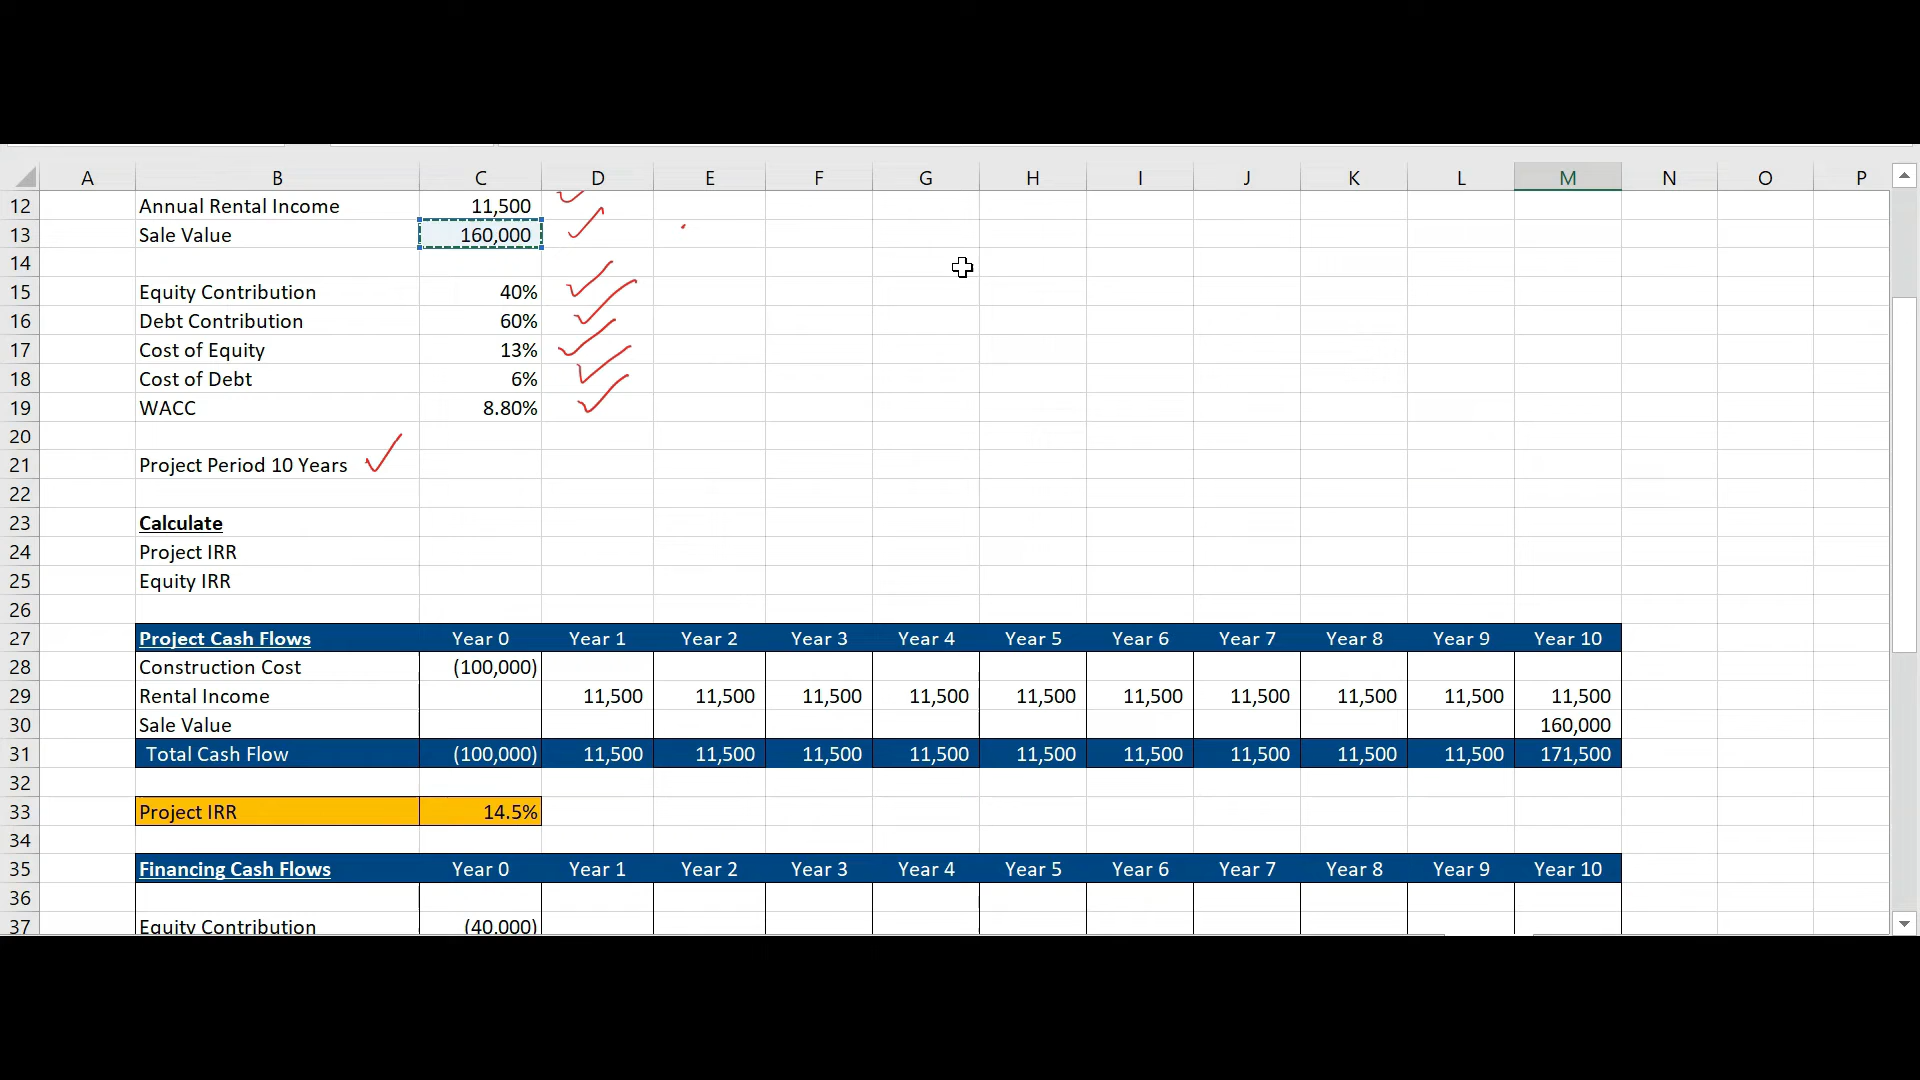 A B C D E F G H I J K L M N O P
12 Annual Rental Income 11,500
13 Sale Value 160,000
14
15 Equity Contribution 40%
16 Debt Contribution 60%
17 Cost of Equity 13%
18 Cost of Debt 6%
19 WACC 8.80%
20
21 Project Period 10 Years
22
23 Calculate
24 Project IRR
25 Equity IRR
26
27 Project Cash Flows Year 0 Year 1 Year 2 Year 3 Year 4 Year 5 Year 6 Year 7 Year 8 Year 9 Year 10
28 Construction Cost (100,000)
29 Rental Income 11,500 11,500 11,500 11,500 11,500 11,500 11,500 11,500 11,500 11,500
30 Sale Value 160,000
31 Total Cash Flow (100,000) 11,500 11,500 11,500 11,500 11,500 11,500 11,500 11,500 11,500 171,500
32
33 Project IRR 14.5%
34
35 Financing Cash Flows Year 0 Year 1 Year 2 Year 3 Year 4 Year 5 Year 6 Year 7 Year 8 Year 9 Year 10
36
37 Equity Contribution (40,000)